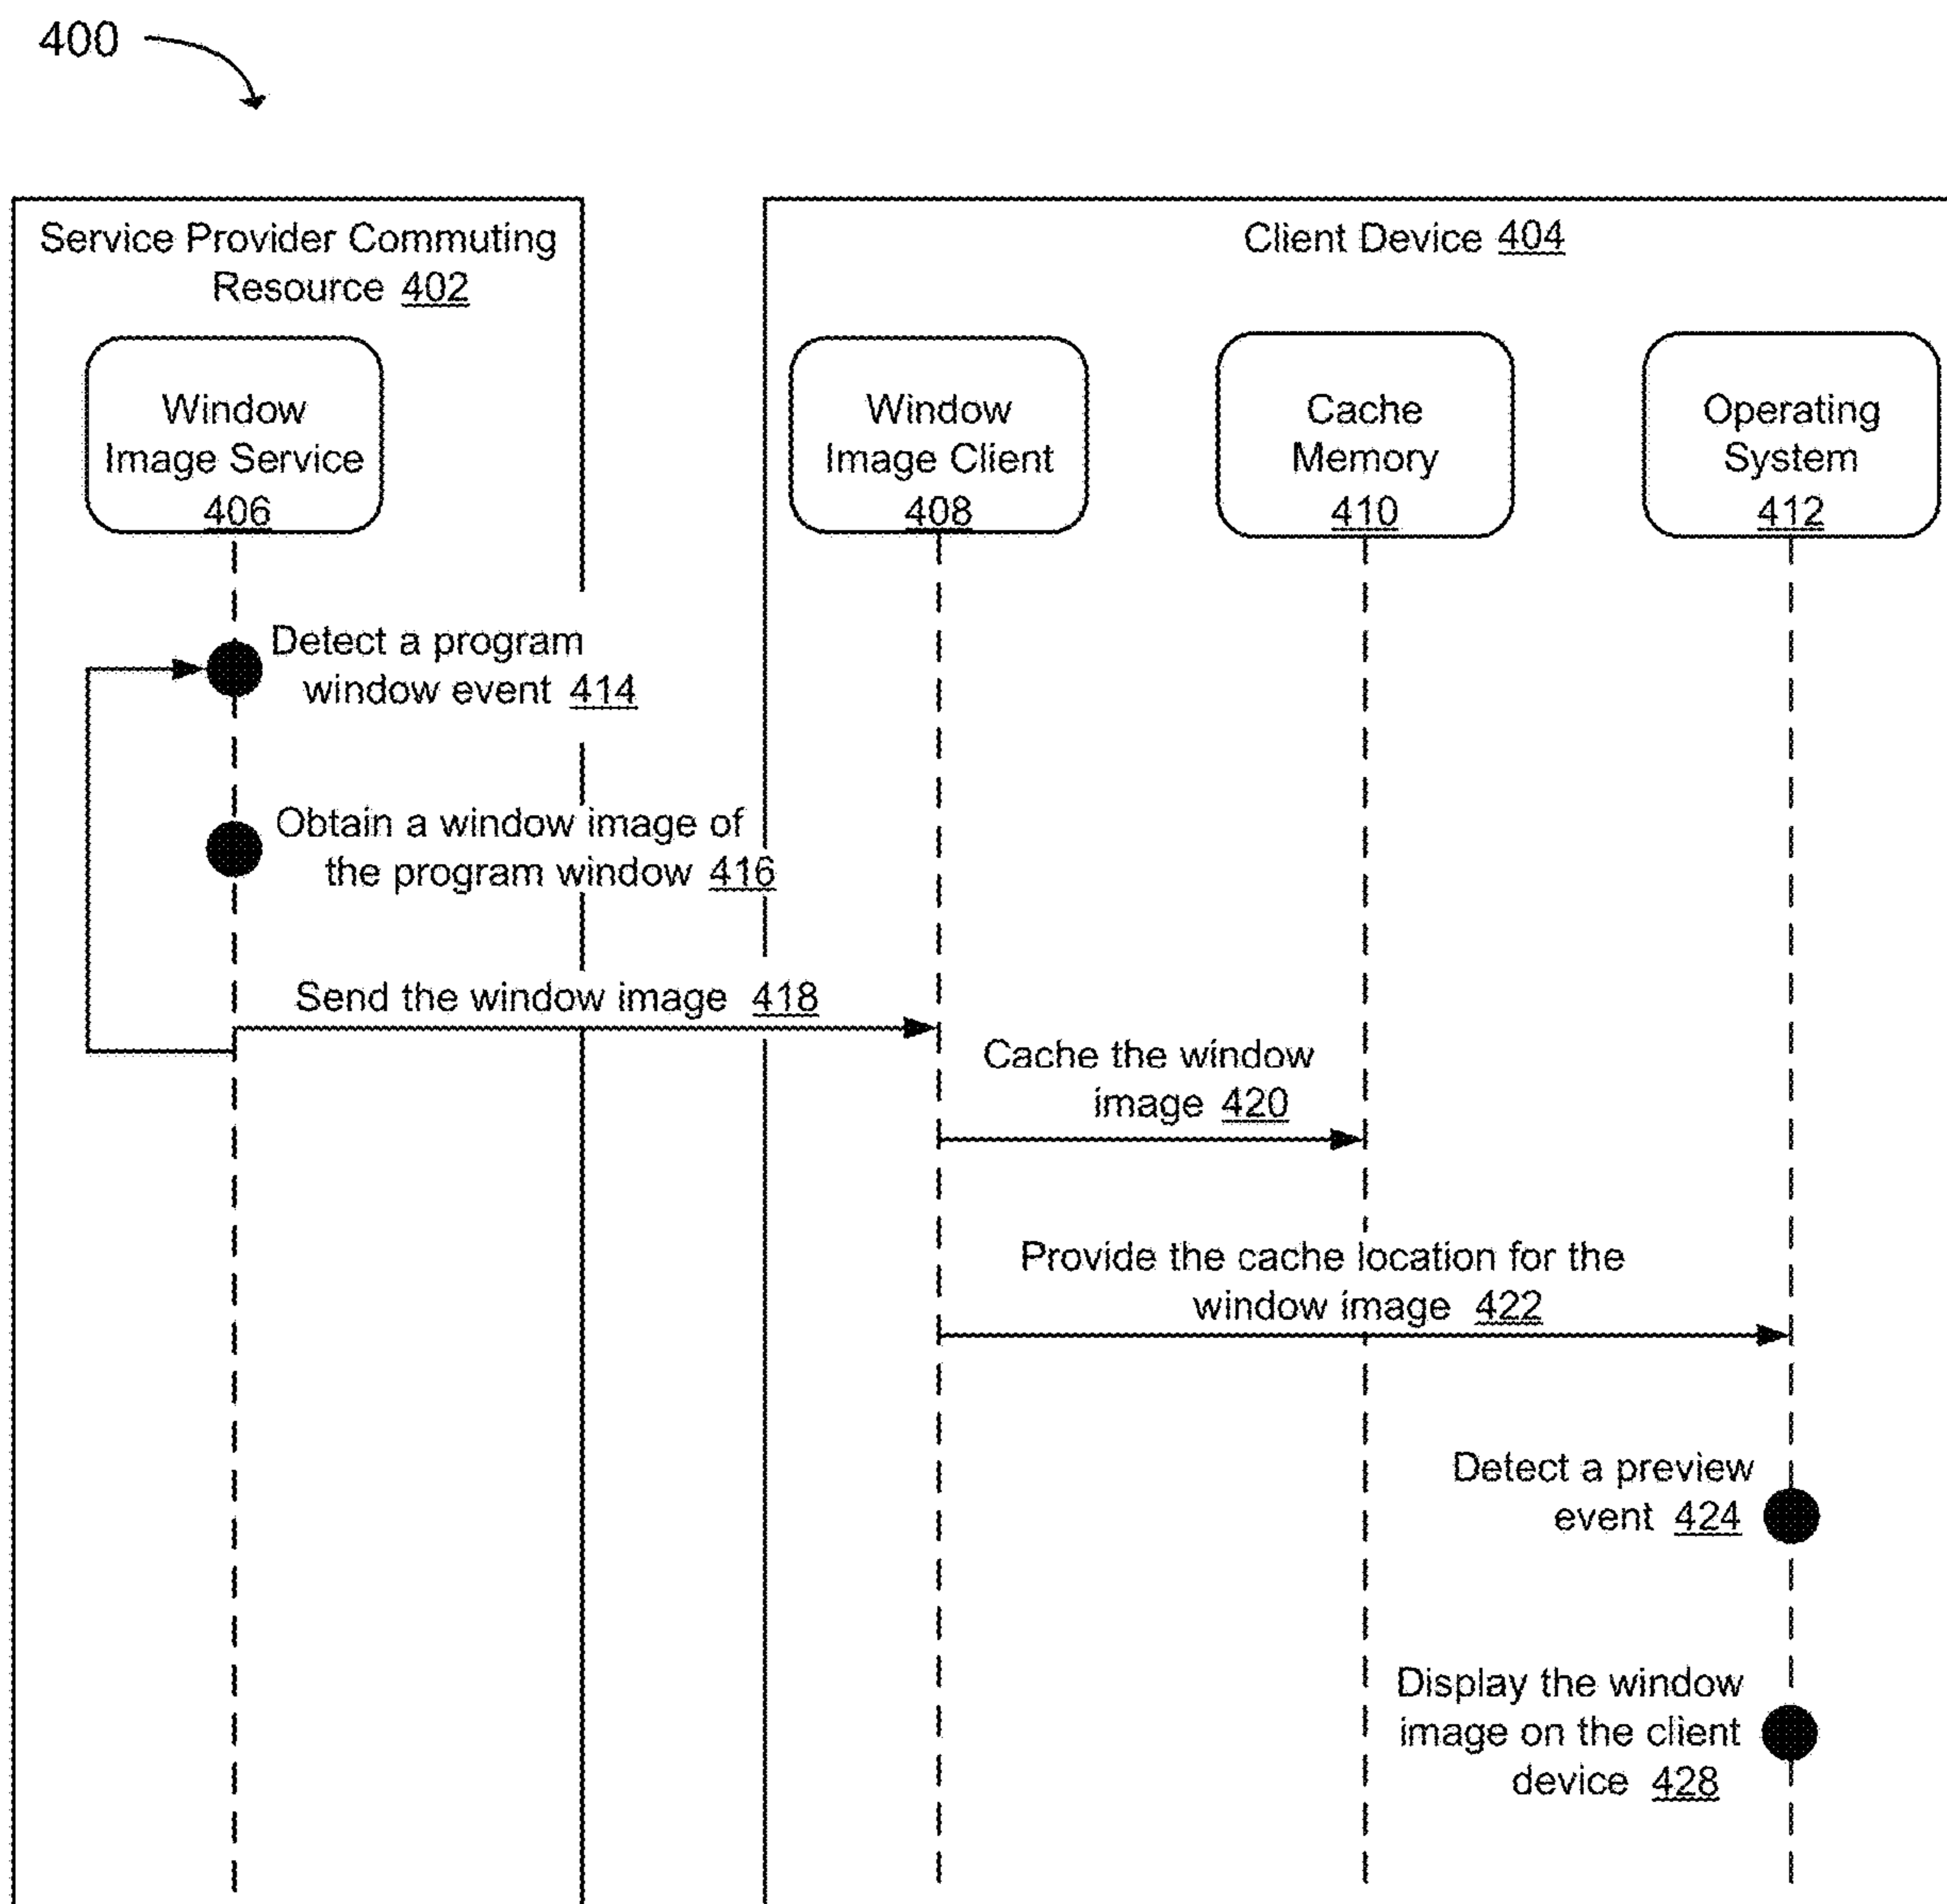 400
Service Provider Commuting
Resource 402
Client Device 404
Window
Image Service
406
Window
Image Client
408
Cache
Memory
410
Operating
System
412
Detect a program
window event 414
Obtain a window image of
the program window 416
Send the window image 418
Cache the window
image 420
Provide the cache location for the
window image 422
Detect a preview
event 424
Display the window
image on the client
device 428